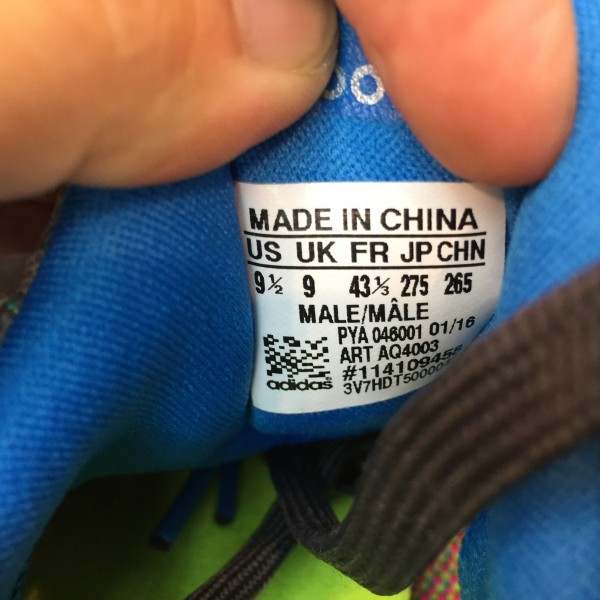 MADE IN CHINA
US UK FR JP CHN
9½ 9 43⅓ 275 265
MALE/MÂLE
PYA 046001 01/16
ART AQ4003
#114109458
adidas